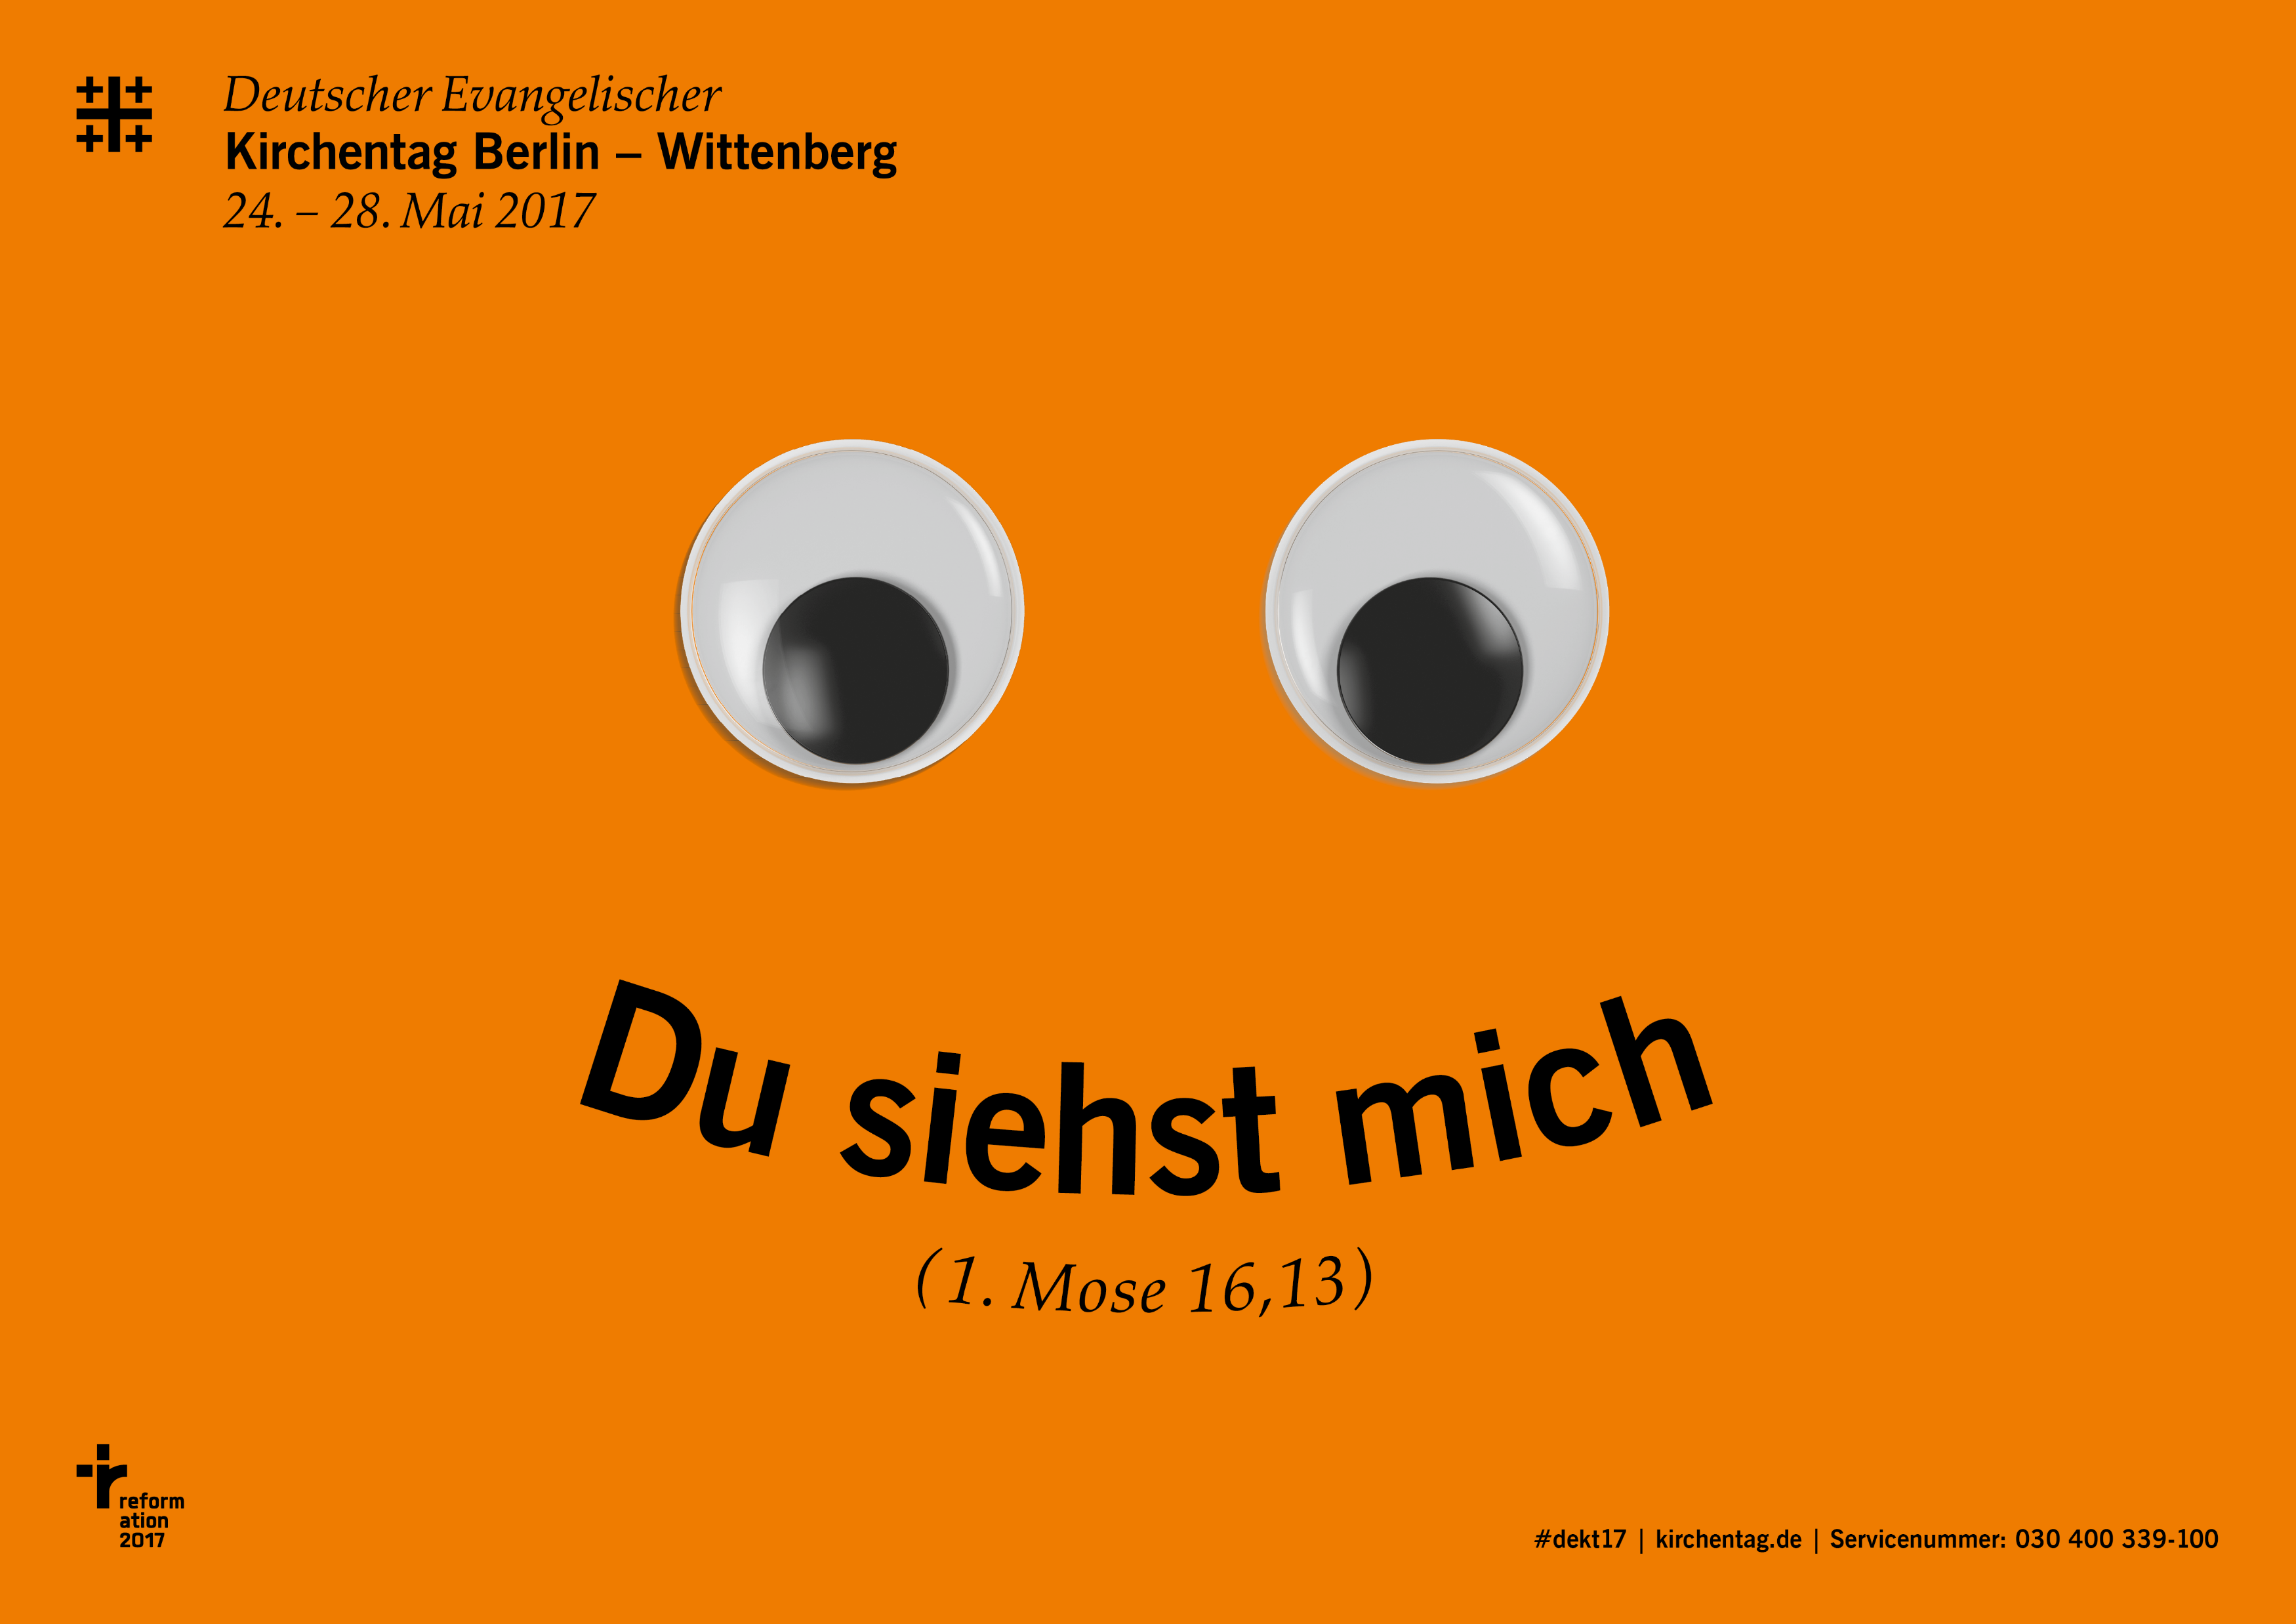 Deutscher Evangelischer
Kirchentag Berlin – Wittenberg
24. – 28. Mai 2017
Du siehst mich
(1. Mose 16,13)
reform
ation
2017
#dekt17 | kirchentag.de | Servicenummer: 030 400 339-100